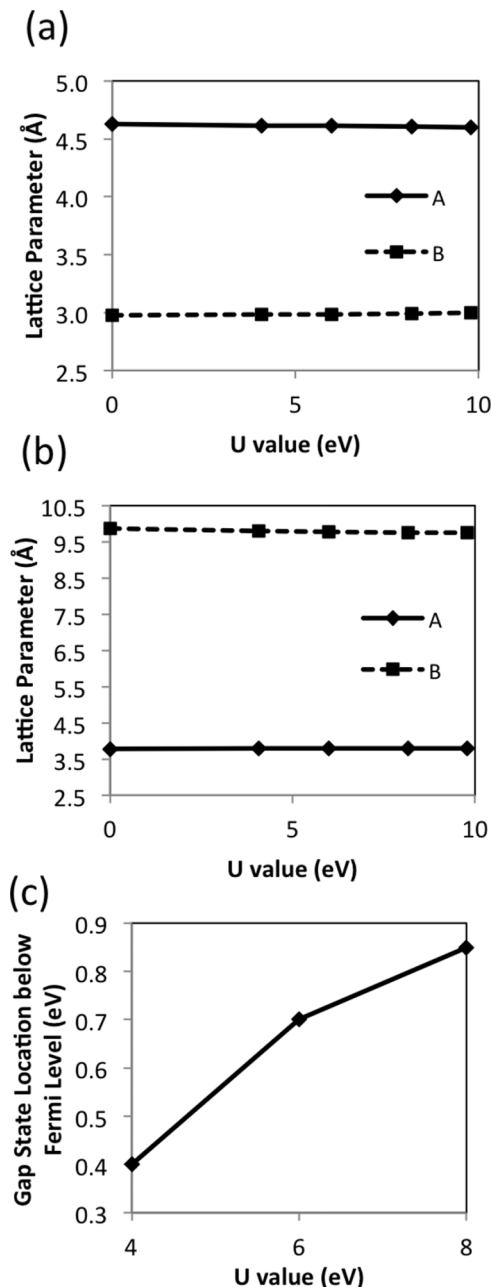 (a)
5.0
4.5
4.0
3.5
3.0
2.5
Lattice Parameter (Å)
A
B
0 5 10
U value (eV)
(b)
10.5
9.5
8.5
7.5
6.5
5.5
4.5
3.5
2.5
Lattice Parameter (Å)
A
B
0 5 10
U value (eV)
(c)
0.9
0.8
0.7
0.6
0.5
0.4
0.3
Gap State Location below
Fermi Level (eV)
4 6 8
U value (eV)